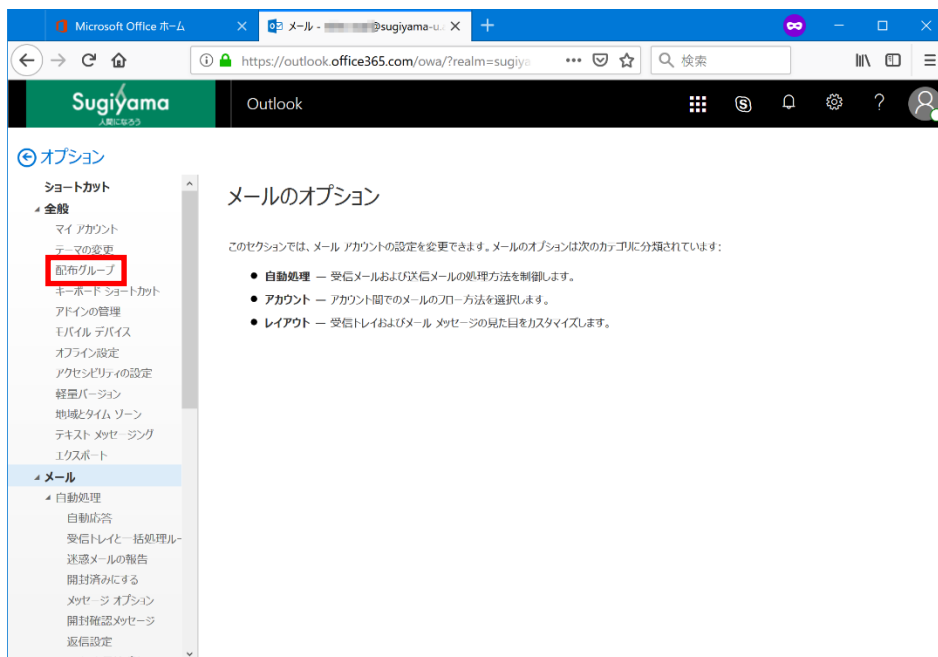 Microsoft Office ホーム
メール - @sugiyama-u.
https://outlook.office365.com/owa/?realm=sugiya
検索
Sugiyama
人間になろう
Outlook
オプション
ショートカット
全般
マイ アカウント
テーマの変更
配布グループ
キーボード ショートカット
アドインの管理
モバイル デバイス
オフライン設定
アクセシビリティの設定
軽量バージョン
地域とタイム ゾーン
テキスト メッセージング
エクスポート
メール
自動処理
自動応答
受信トレイと一括処理ルー
迷惑メールの報告
開封済みにする
メッセージ オプション
開封確認メッセージ
返信設定
メールのオプション
このセクションでは、メール アカウントの設定を変更できます。メールのオプションは次のカテゴリに分類されています:
● 自動処理 — 受信メールおよび送信メールの処理方法を制御します。
● アカウント — アカウント間でのメールのフロー方法を選択します。
● レイアウト — 受信トレイおよびメール メッセージの見た目をカスタマイズします。